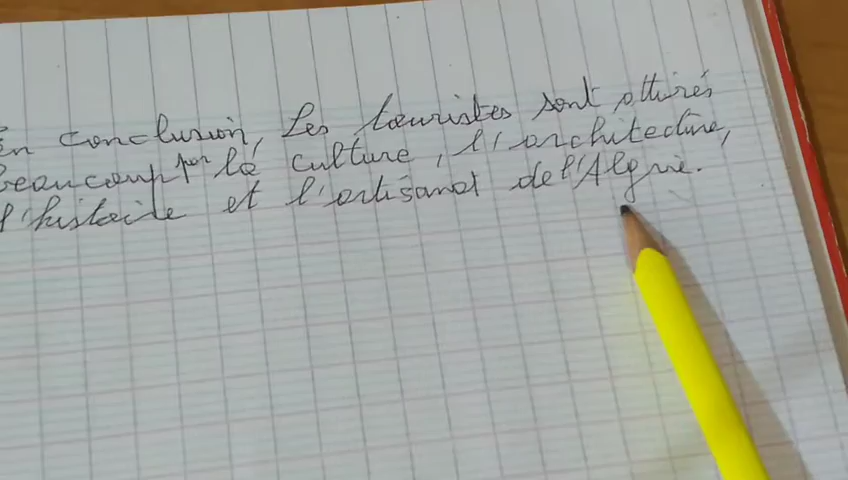 En conclusion, Les touristes sont attirés
beaucoup par la culture, l'architecture,
l'histoire et l'artisanat de l'Algérie.